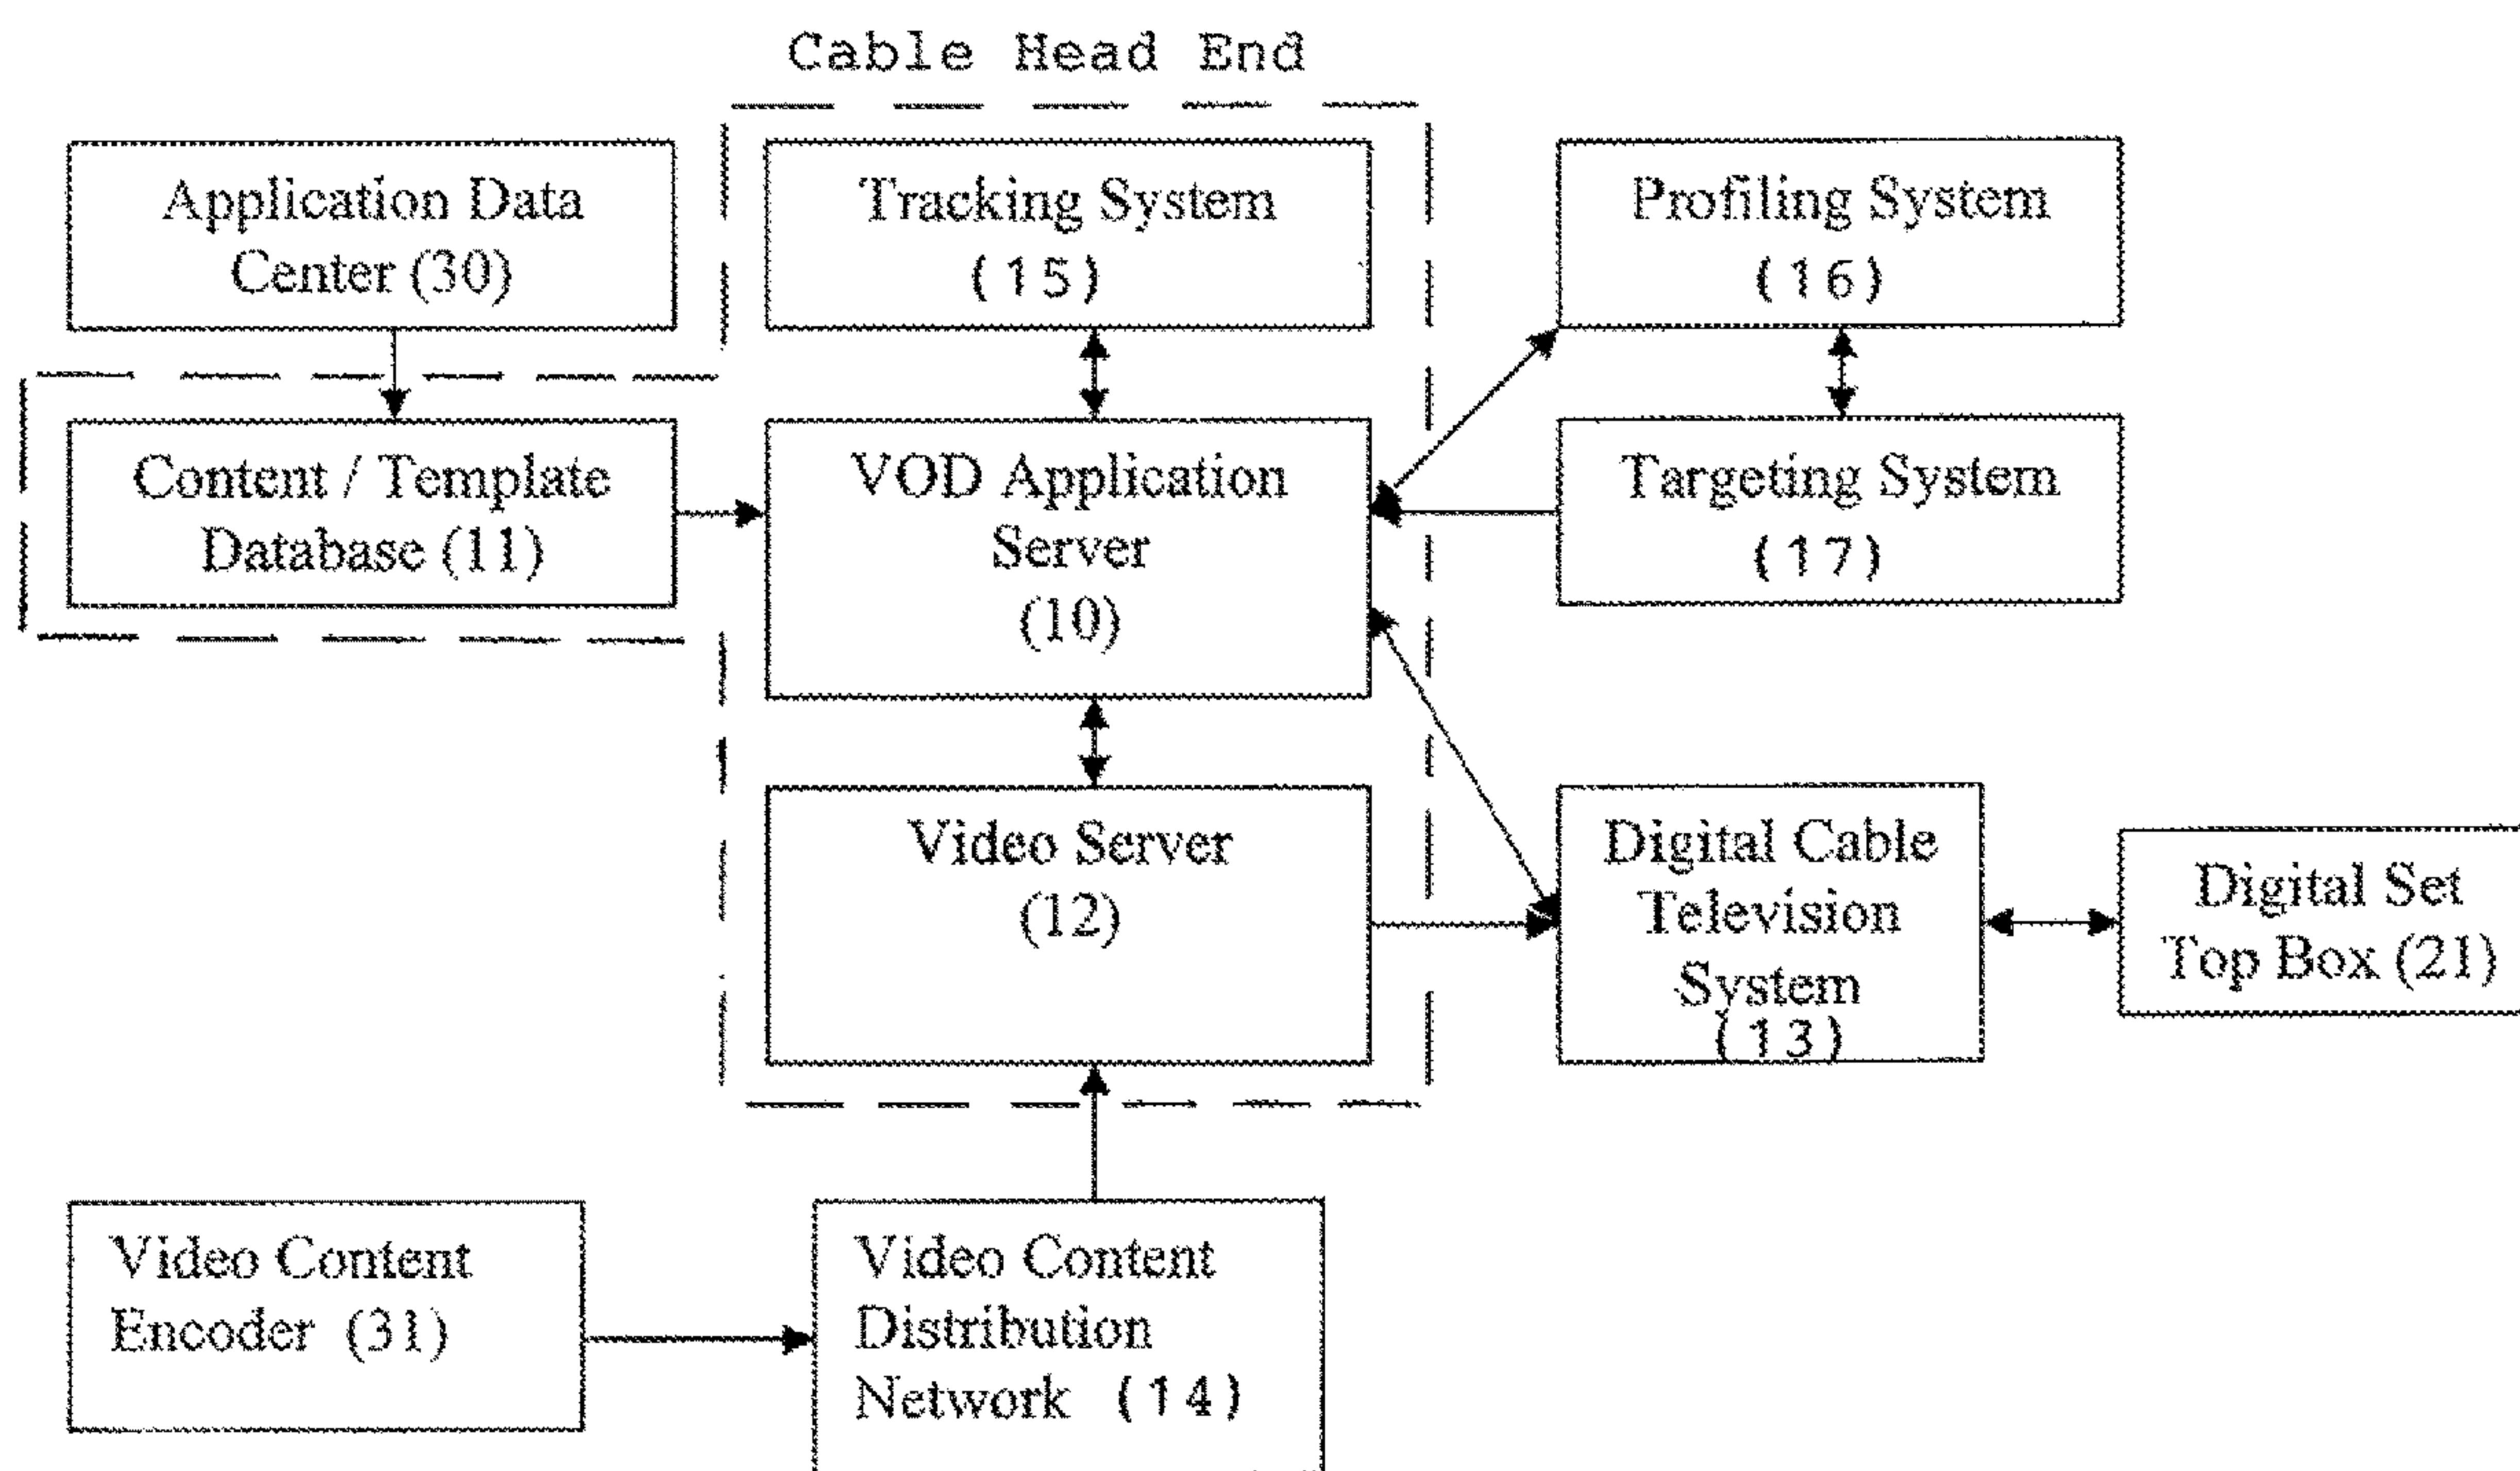 Cable Head End
Application Data
Center (30)
Tracking System
(15)
Profiling System
(16)
Content / Template
Database (11)
VOD Application
Server
(10)
Targeting System
(17)
Video Server
(12)
Digital Cable
Television
System
(13)
Digital Set
Top Box (21)
Video Content
Encoder (31)
Video Content
Distribution
Network (14)